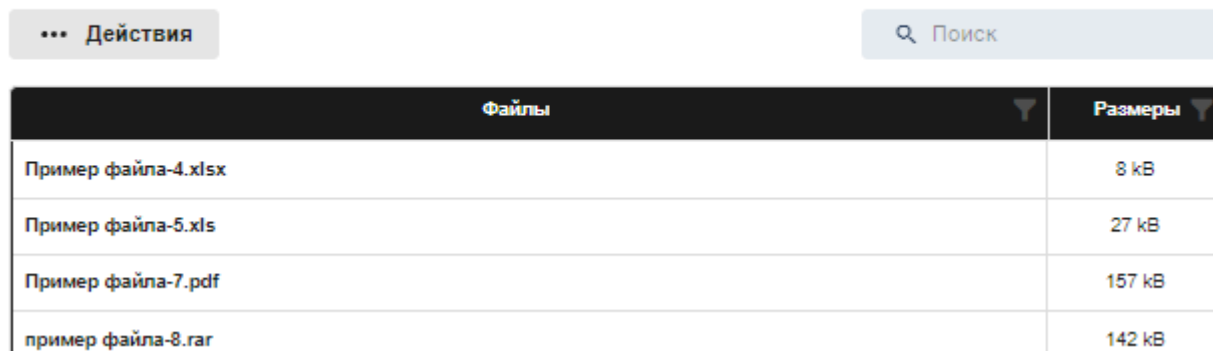 ••• Действия
Поиск
Файлы Размеры
Пример файла-4.xlsx 8 kB
Пример файла-5.xls 27 kB
Пример файла-7.pdf 157 kB
пример файла-8.rar 142 kB